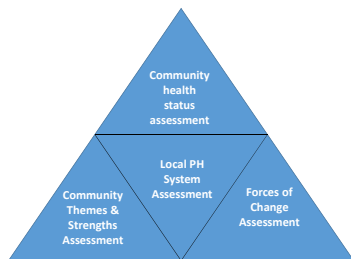 Community
health
status
assessment
Local PH
System
Assessment
Community
Themes &
Strengths
Assessment
Forces of
Change
Assessment